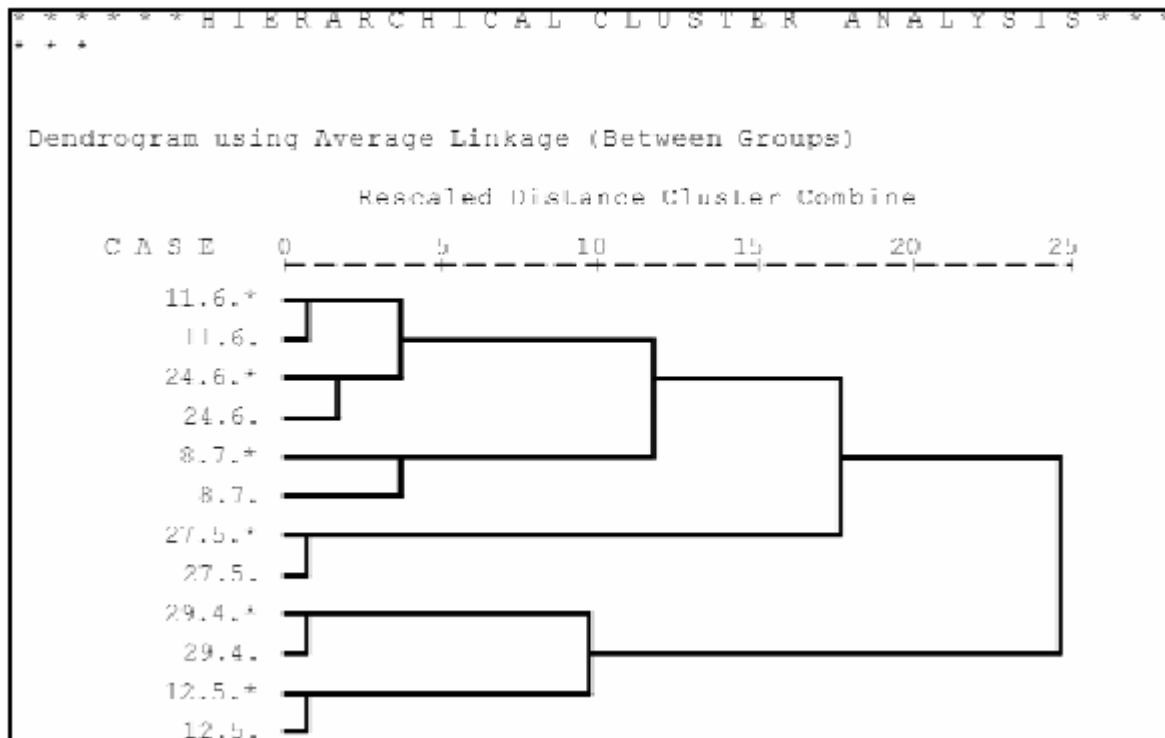 * * * * * * H I E R A R C H I C A L  C L U S T E R  A N A L Y S I S * * *
* * *
Dendrogram using Average Linkage (Between Groups)
Rescaled Distance Cluster Combine
C A S E 0 5 10 15 20 25
11.6.*
11.6.
24.6.*
24.6.
8.7.*
8.7.
27.5.*
27.5.
29.4.*
29.4.
12.5.*
12.5.